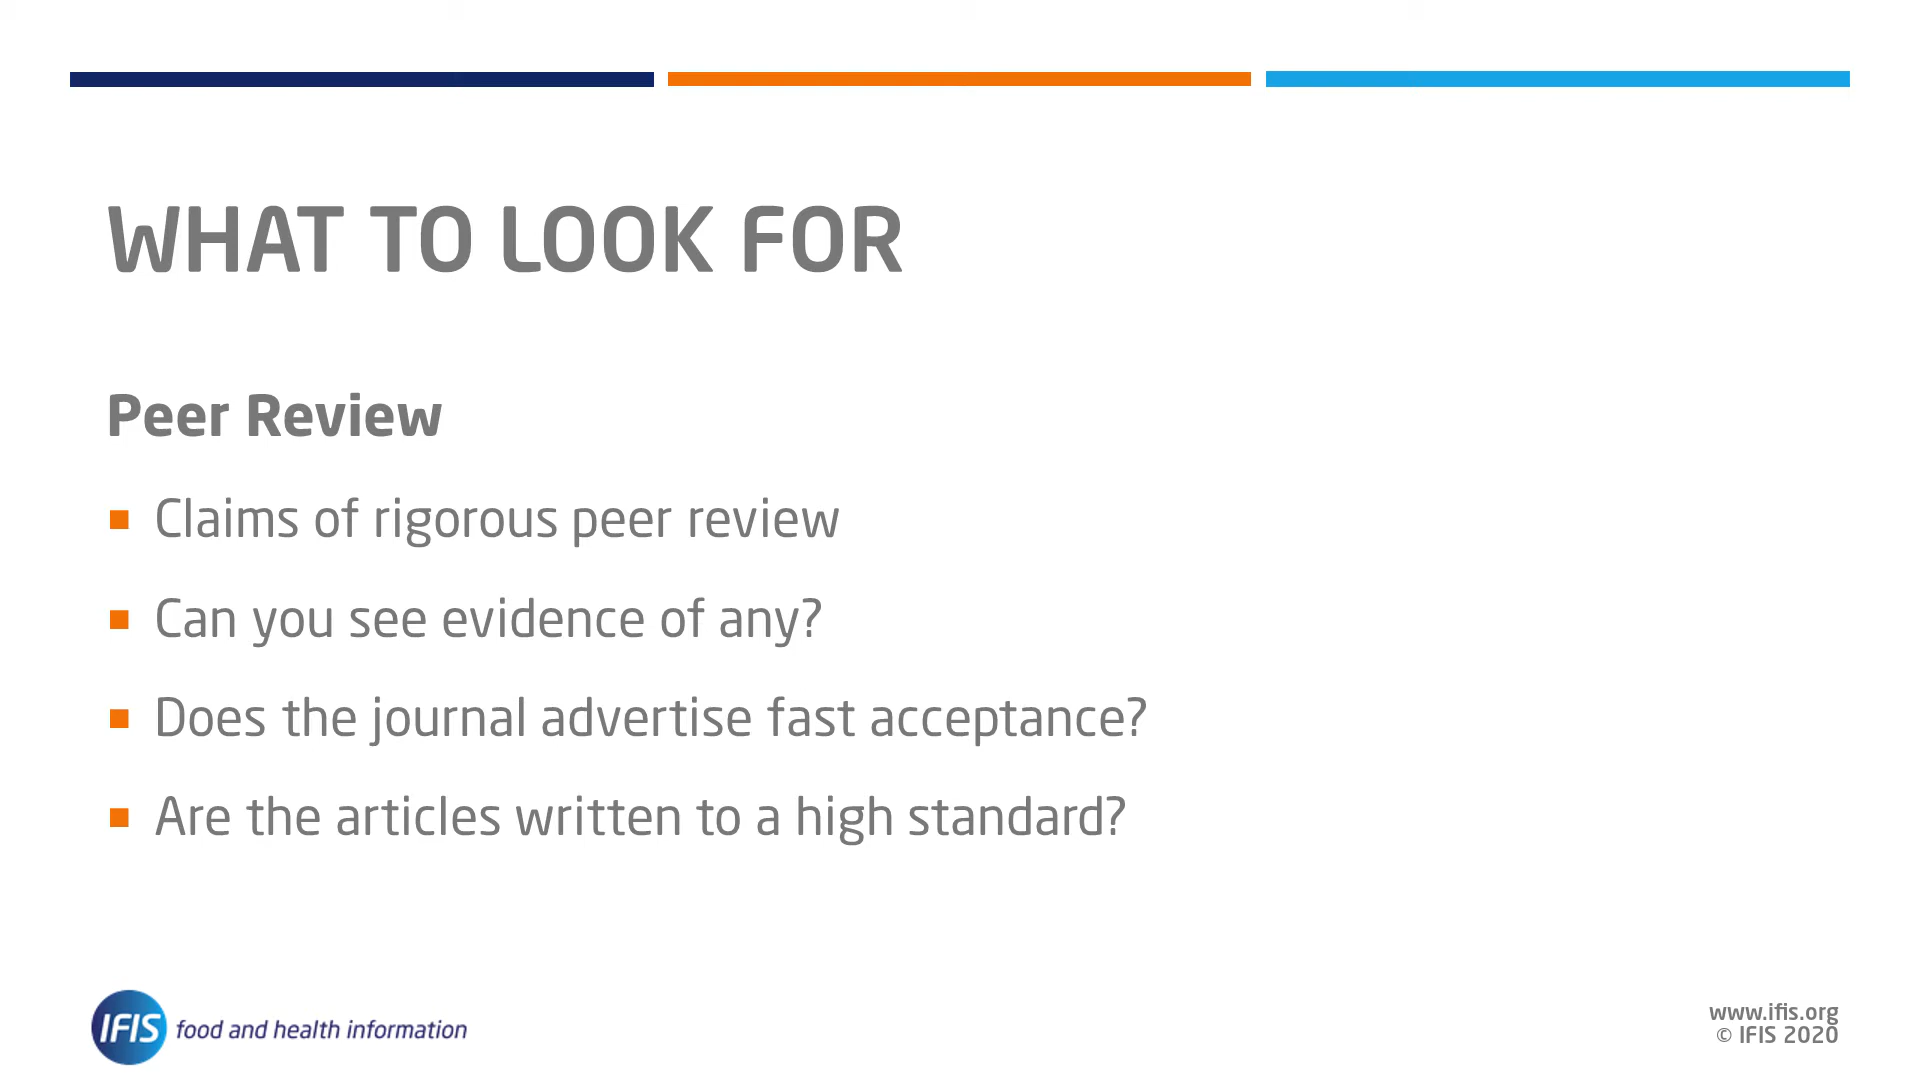 WHAT TO LOOK FOR
Peer Review
Claims of rigorous peer review
Can you see evidence of any?
Does the journal advertise fast acceptance?
Are the articles written to a high standard?
IFIS food and health information
www.ifis.org
© IFIS 2020